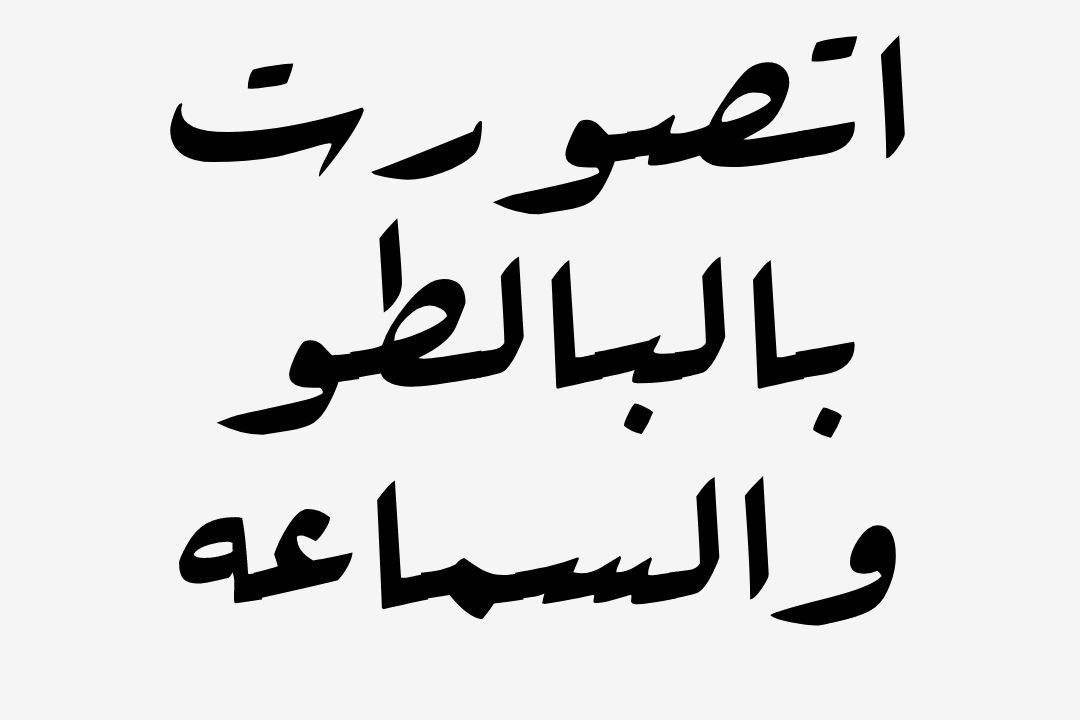 اتصورت
بالبالطو
والسماعه